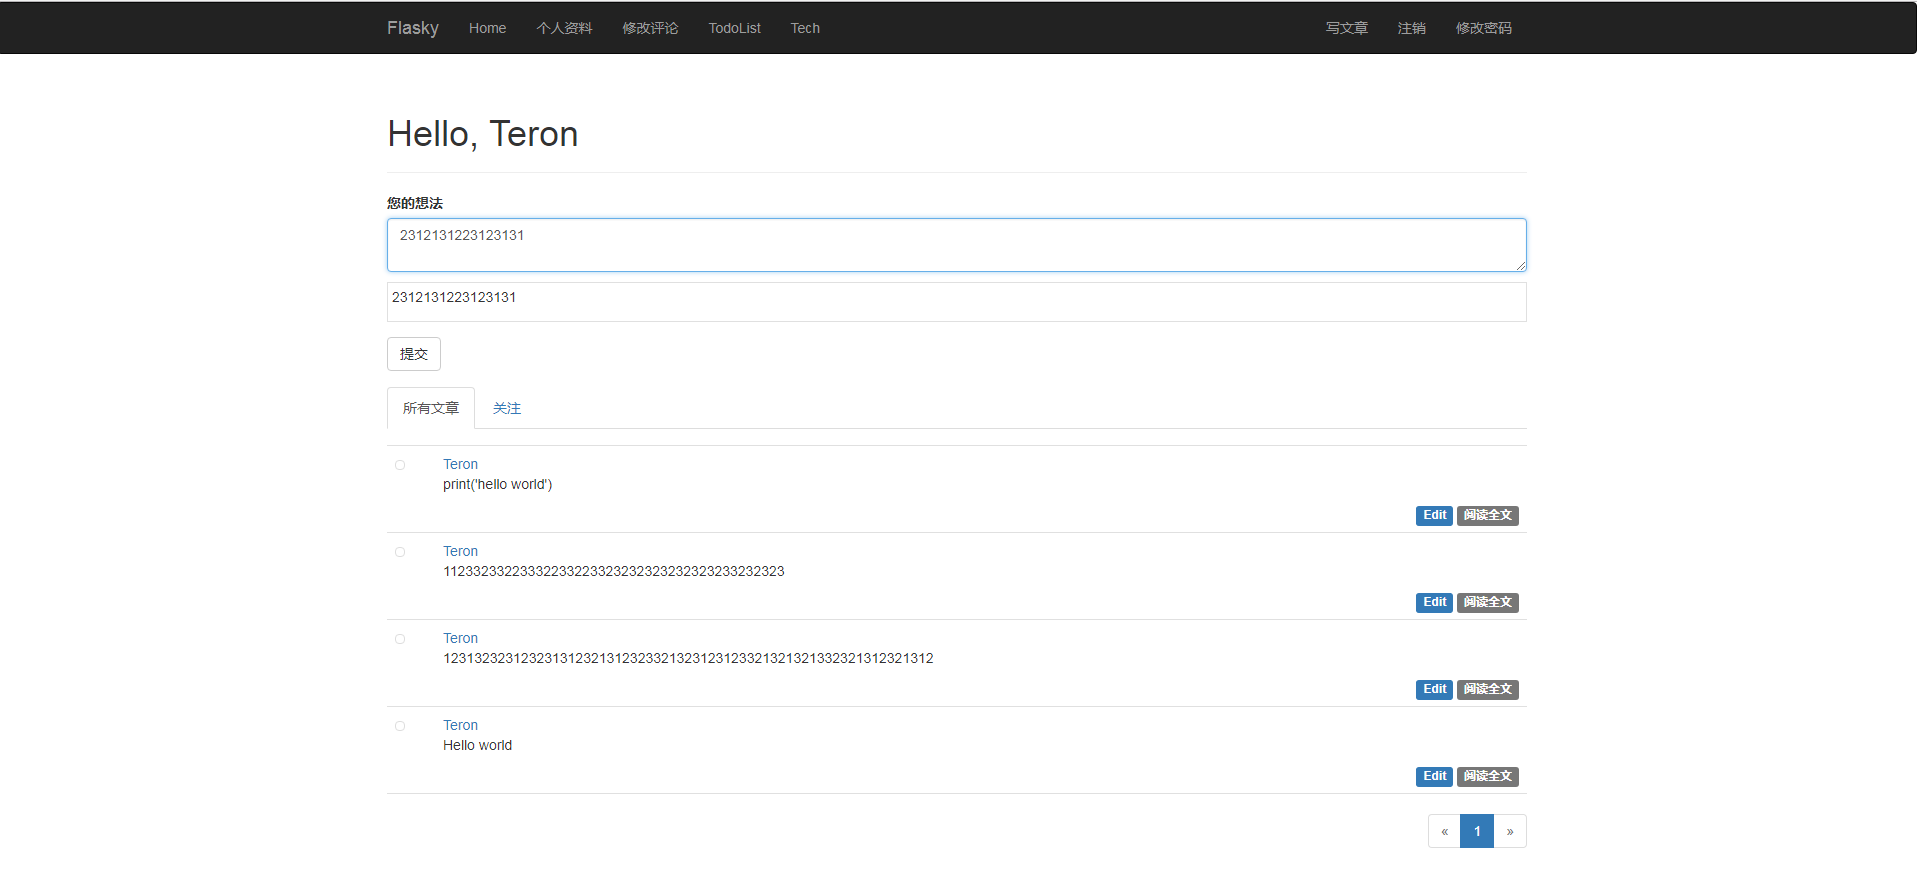 Flasky Home 个人资料 修改评论 TodoList Tech 写文章 注销 修改密码
Hello, Teron
您的想法
2312131223123131
2312131223123131
提交
所有文章 关注
Teron
print('hello world')
Edit 阅读全文
Teron
11233233223332233223323232323232323233232323
Edit 阅读全文
Teron
1231323231232313123213123233213231231233213213213323213123213​12
Edit 阅读全文
Teron
Hello world
Edit 阅读全文
« 1 »